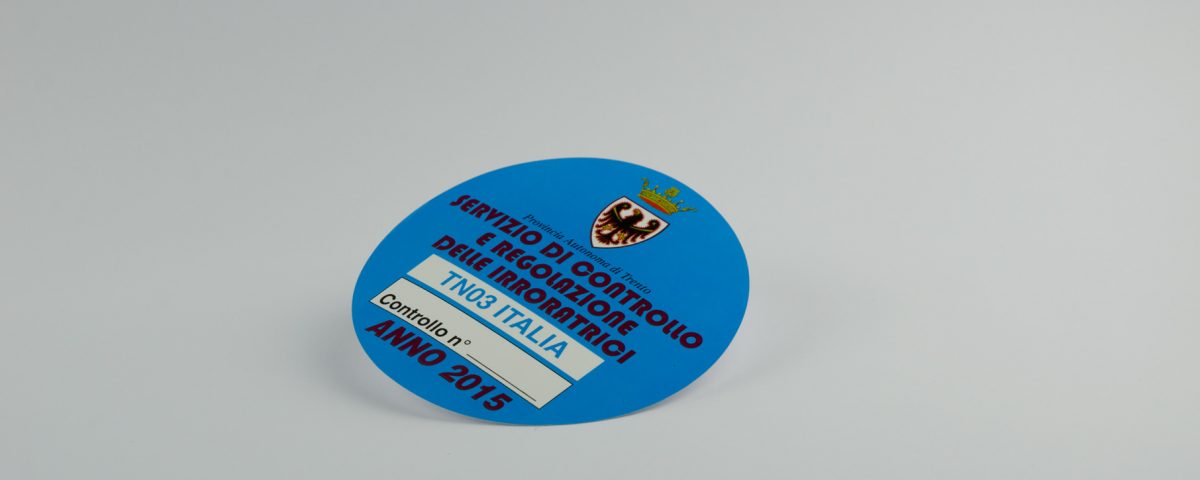 Provincia Autonoma di Trento
SERVIZIO DI CONTROLLO
E REGOLAZIONE
DELLE IRRORATRICI
TN03 ITALIA
Controllo n°
ANNO 2015